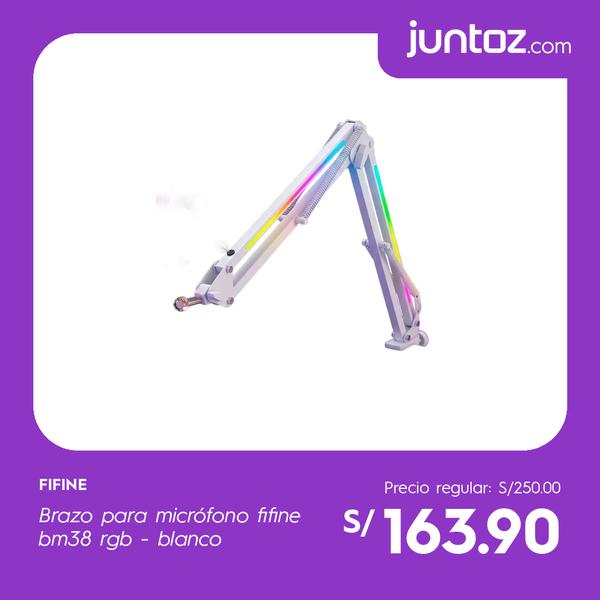 juntoz.com
FIFINE
Brazo para micrófono fifine
bm38 rgb - blanco
Precio regular: S/250.00
S/163.90